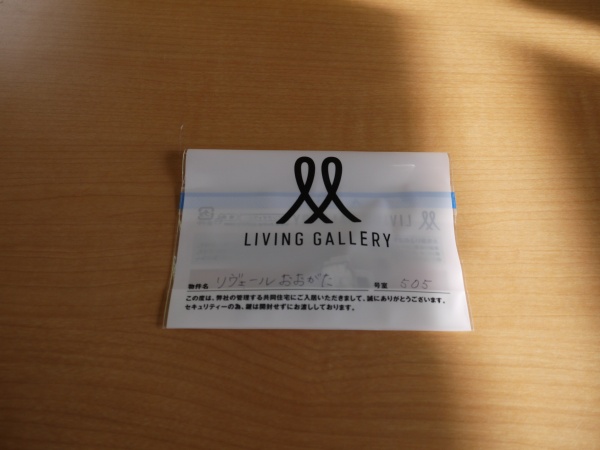 LIVING GALLERY
物件名 リヴェールおおがた 号室 505
この度は、弊社の管理する共同住宅にご入居いただきまして、誠にありがとうございます。
セキュリティーの為、鍵は開封せずにお渡ししております。